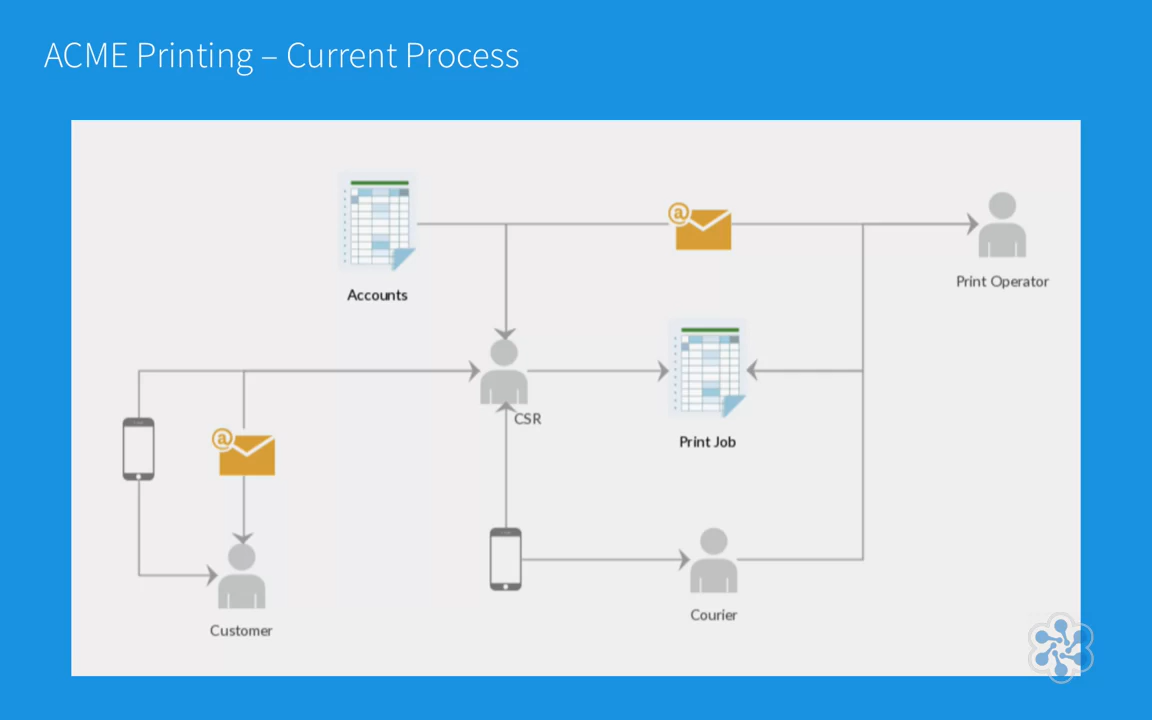 ACME Printing – Current Process
@
Print Operator
Accounts
CSR
@
Print Job
Courier
Customer